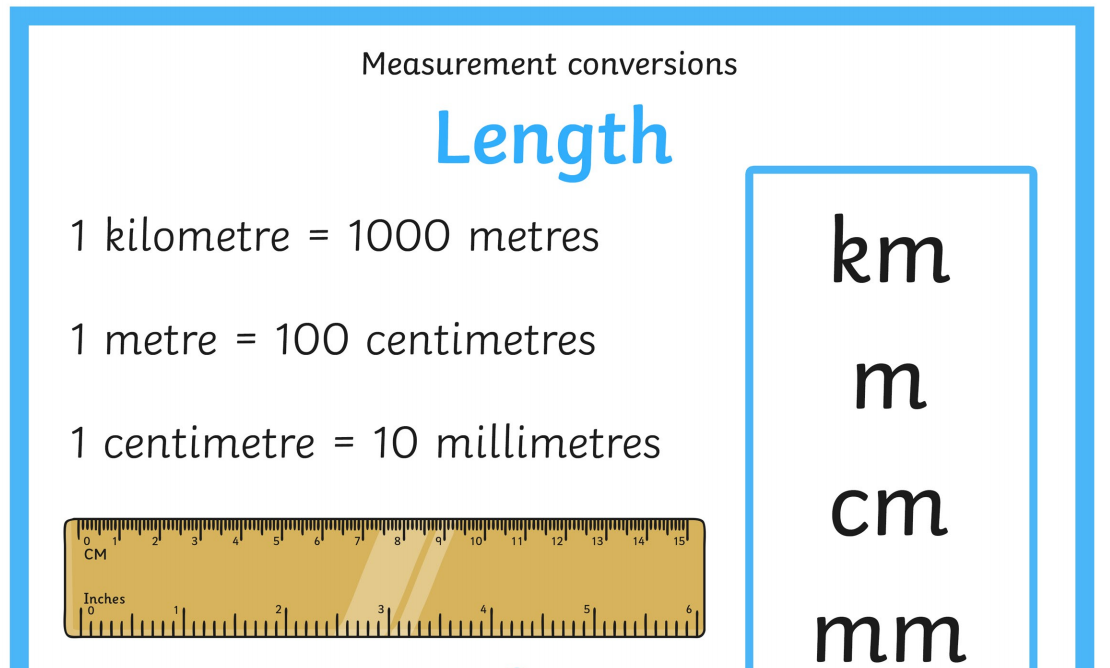 Measurement conversions
Length
1 kilometre = 1000 metres
1 metre = 100 centimetres
1 centimetre = 10 millimetres
km
m
cm
mm
0 1 2 3 4 5 6 7 8 9 10 11 12 13 14 15
CM
Inches
0 1 2 3 4 5 6